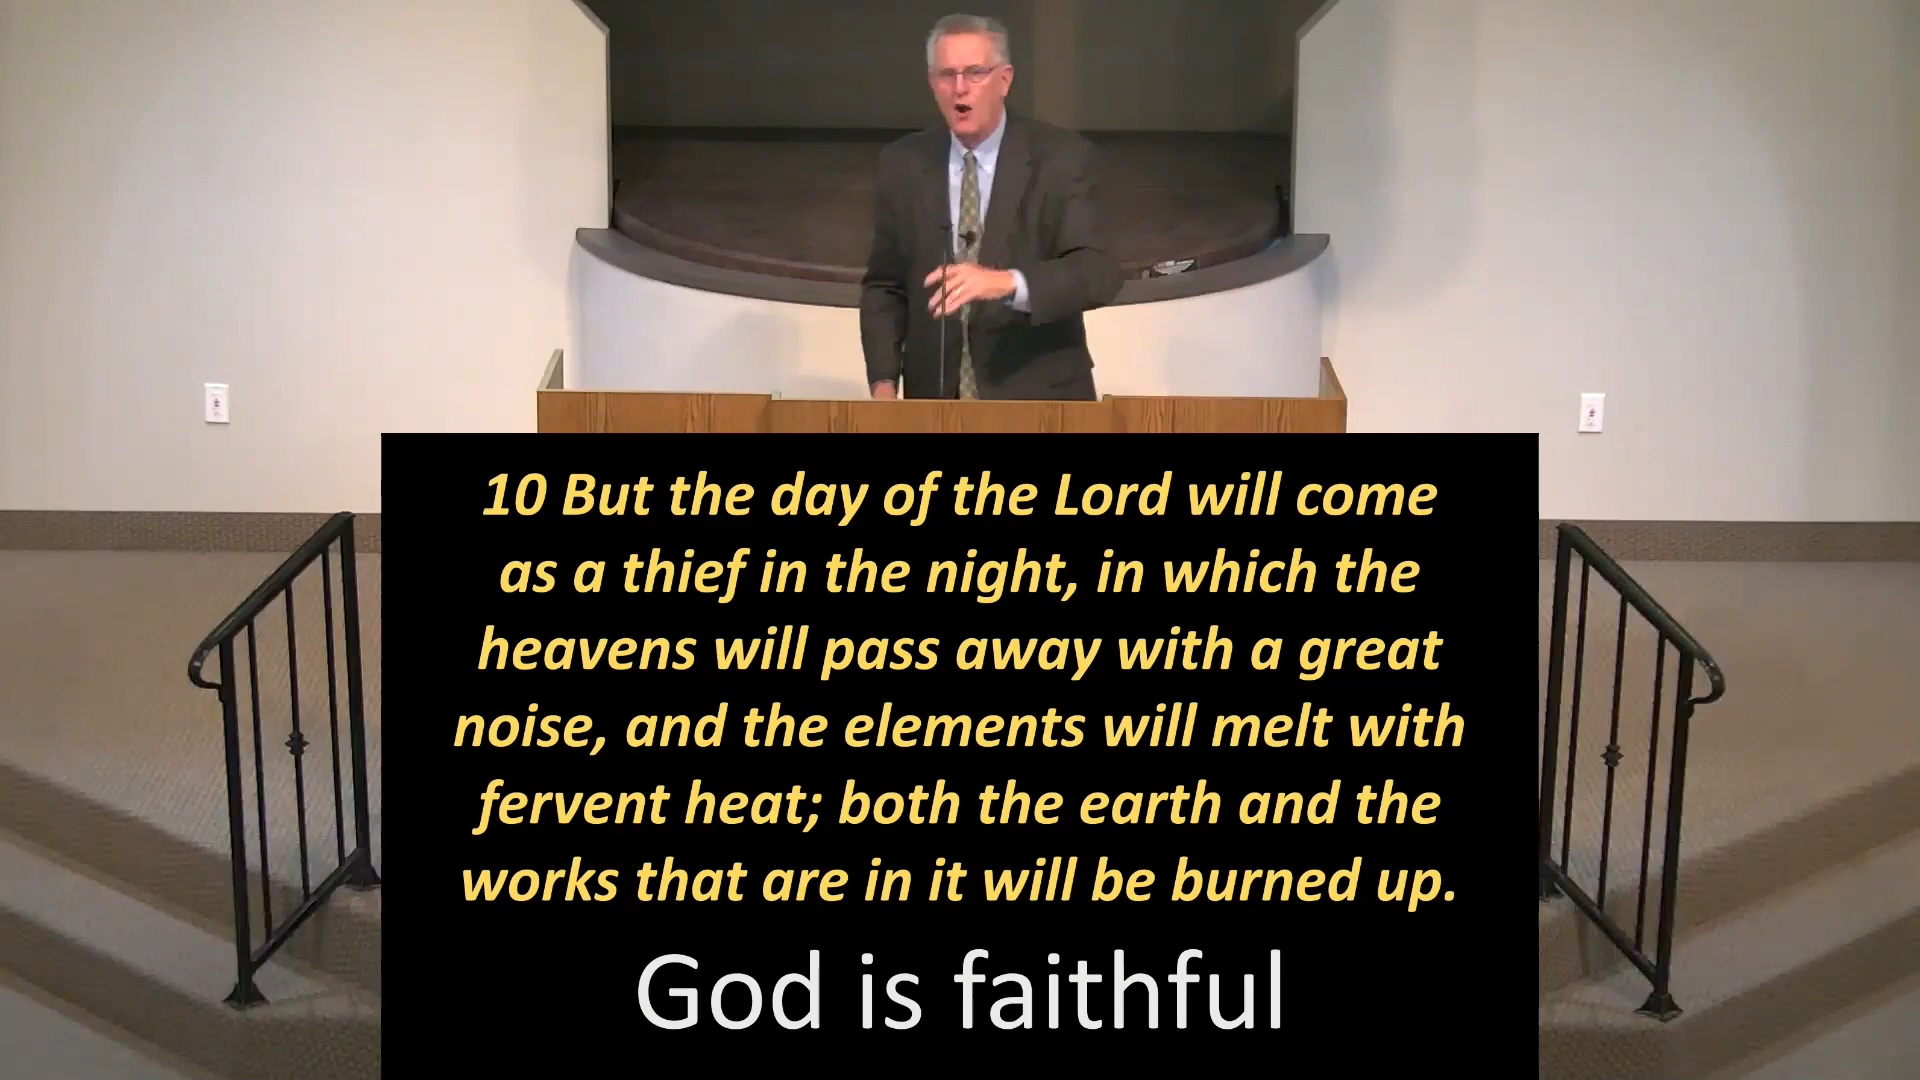 10 But the day of the Lord will come
as a thief in the night, in which the
heavens will pass away with a great
noise, and the elements will melt with
fervent heat; both the earth and the
works that are in it will be burned up.
God is faithful